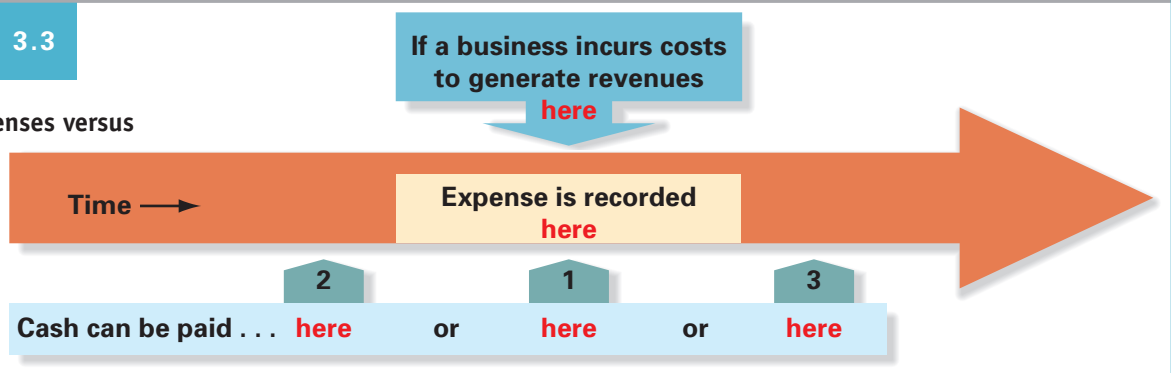 3.3
If a business incurs costs
to generate revenues
here
enses versus
Time
Expense is recorded
here
2 1 3
Cash can be paid . . . here or here or here